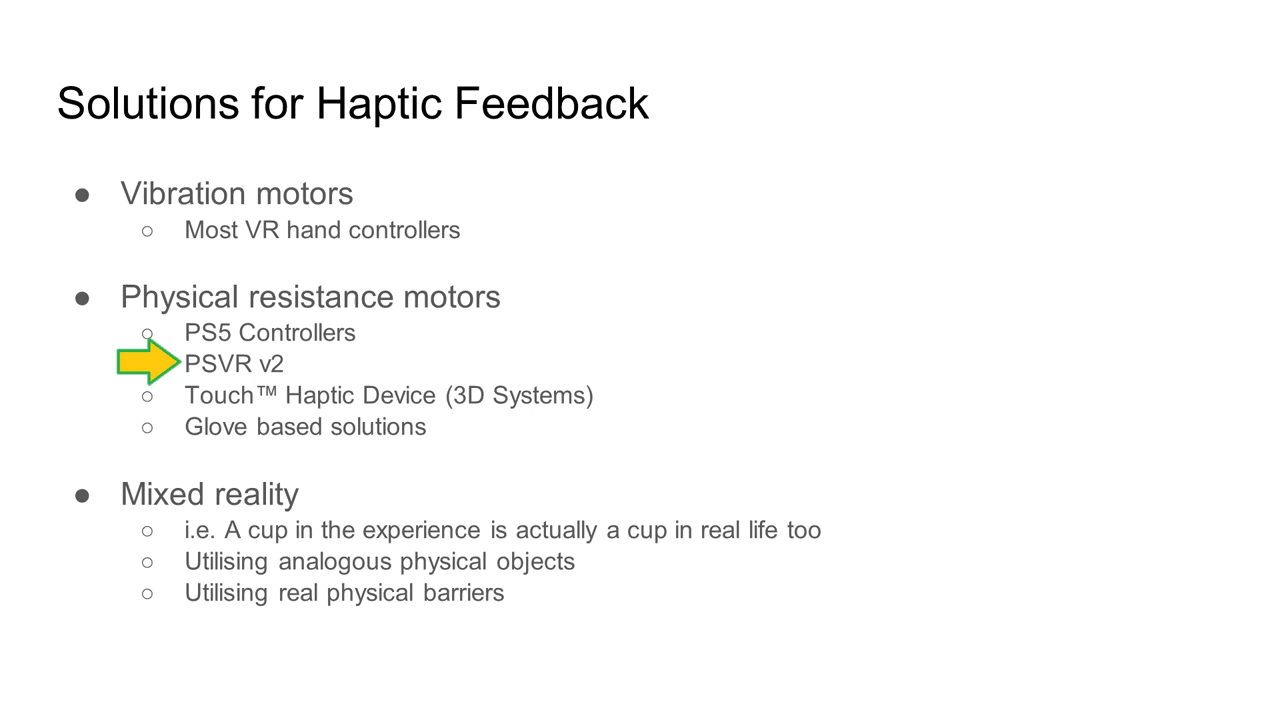 Solutions for Haptic Feedback
● Vibration motors
○ Most VR hand controllers
● Physical resistance motors
○ PS5 Controllers
PSVR v2
○ Touch™ Haptic Device (3D Systems)
○ Glove based solutions
● Mixed reality
○ i.e. A cup in the experience is actually a cup in real life too
○ Utilising analogous physical objects
○ Utilising real physical barriers